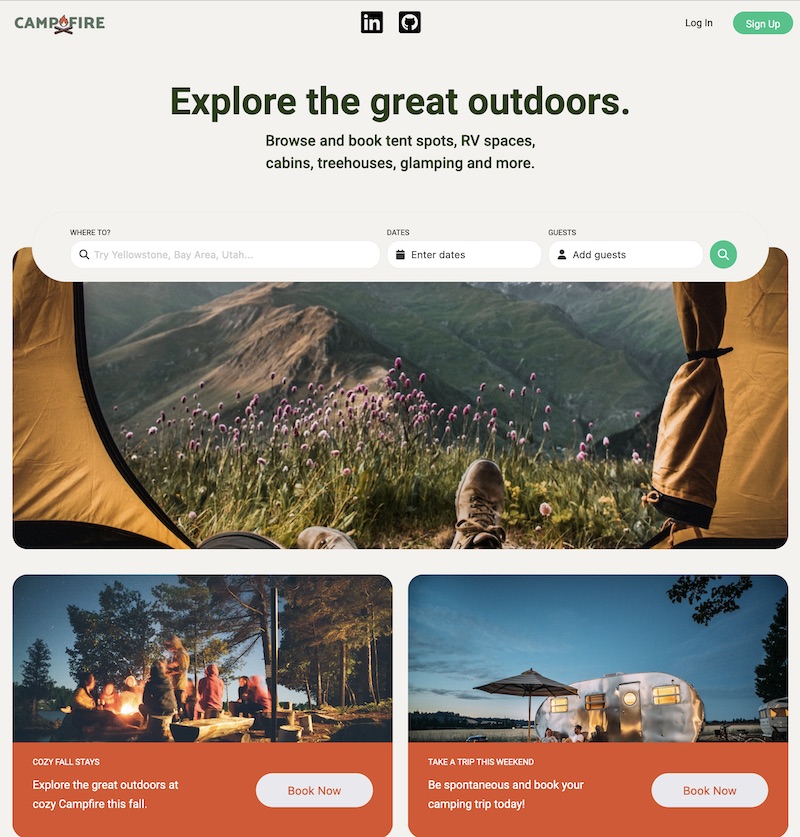 CAMPFIRE
in
Log In
Sign Up
Explore the great outdoors.
Browse and book tent spots, RV spaces,
cabins, treehouses, glamping and more.
WHERE TO?
DATES
GUESTS
Try Yellowstone, Bay Area, Utah...
Enter dates
Add guests
COZY FALL STAYS
Explore the great outdoors at
cozy Campfire this fall.
Book Now
TAKE A TRIP THIS WEEKEND
Be spontaneous and book your
camping trip today!
Book Now